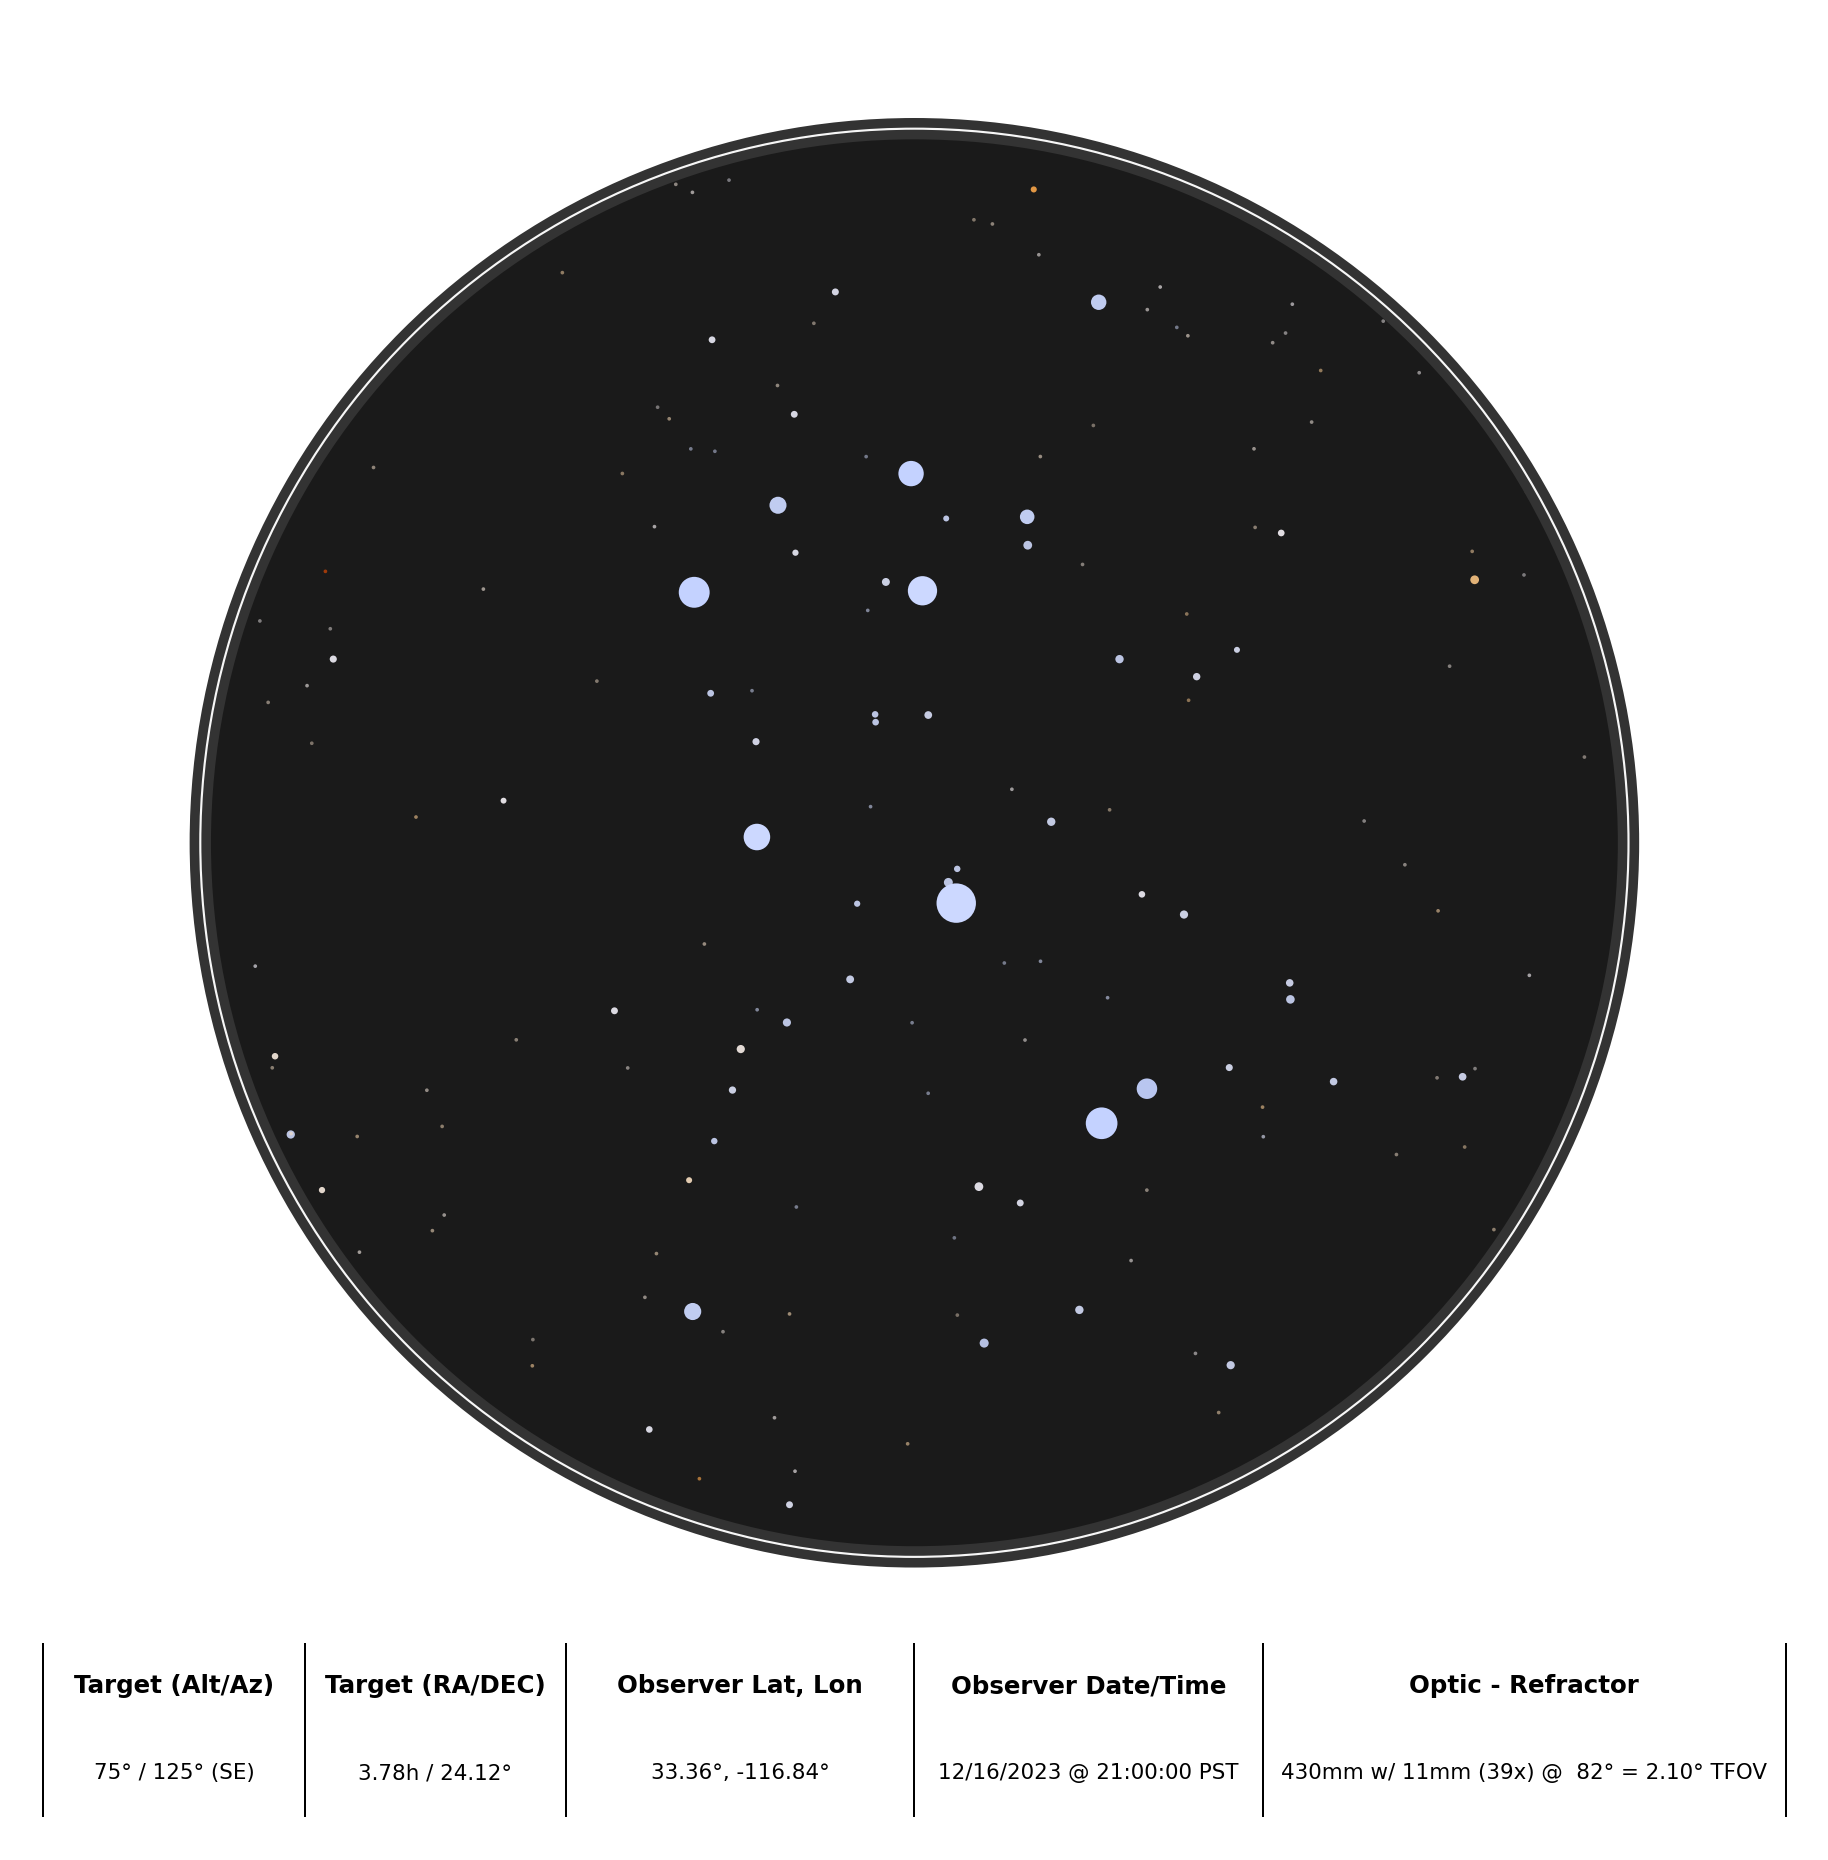 Target (Alt/Az)
Target (RA/DEC)
Observer Lat, Lon
Observer Date/Time
Optic - Refractor
75° / 125° (SE)
3.78h / 24.12°
33.36°, -116.84°
12/16/2023 @ 21:00:00 PST
430mm w/ 11mm (39x) @  82° = 2.10° TFOV